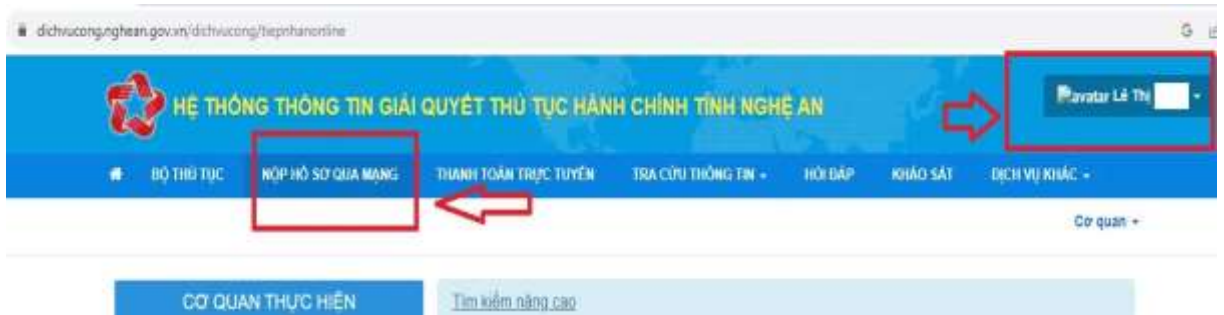 dichvucong.nghean.gov.vn/dichvucong/tiepnhanonline
HỆ THỐNG THÔNG TIN GIẢI QUYẾT THỦ TỤC HÀNH CHÍNH TỈNH NGHỆ AN
avatar Lê Thị
BỘ THỦ TỤC NỘP HỒ SƠ QUA MẠNG THANH TOÁN TRỰC TUYẾN TRA CỨU THÔNG TIN HỎI ĐÁP KHẢO SÁT DỊCH VỤ KHÁC
Cơ quan
CƠ QUAN THỰC HIỆN Tìm kiếm nâng cao